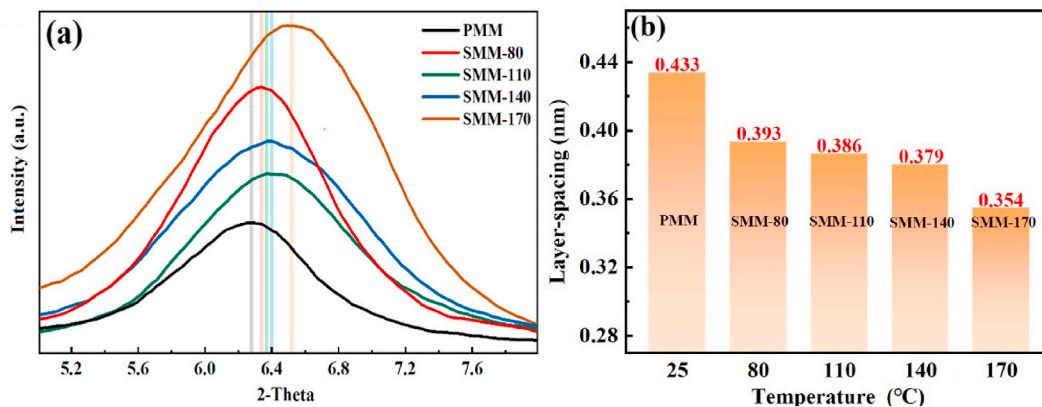 (a)
PMM
SMM-80
SMM-110
SMM-140
SMM-170
Intensity (a.u.)
5.2 5.6 6.0 6.4 6.8 7.2 7.6
2-Theta
(b)
0.44
0.40
0.36
0.32
0.28
Layer-spacing (nm)
0.433
0.393
0.386
0.379
0.354
PMM
SMM-80
SMM-110
SMM-140
SMM-170
25 80 110 140 170
Temperature (℃)